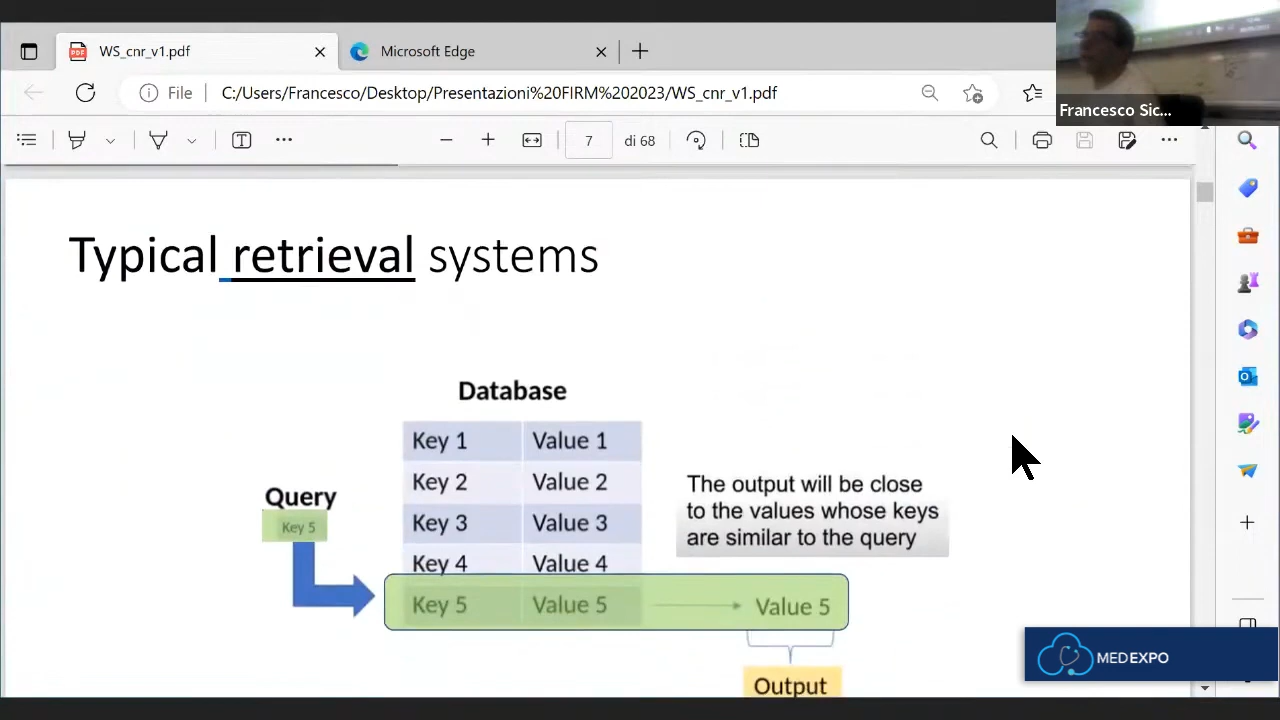 WS_cnr_v1.pdf
Microsoft Edge
File
C:/Users/Francesco/Desktop/Presentazioni%20FIRM%202023/WS_cnr_v1.pdf
Francesco Sic...
7 di 68
Typical retrieval systems
Database
Key 1 Value 1
Key 2 Value 2
Key 3 Value 3
Key 4 Value 4
Key 5 Value 5
Query
Key 5
The output will be close
to the values whose keys
are similar to the query
Value 5
Output
MEDEXPO